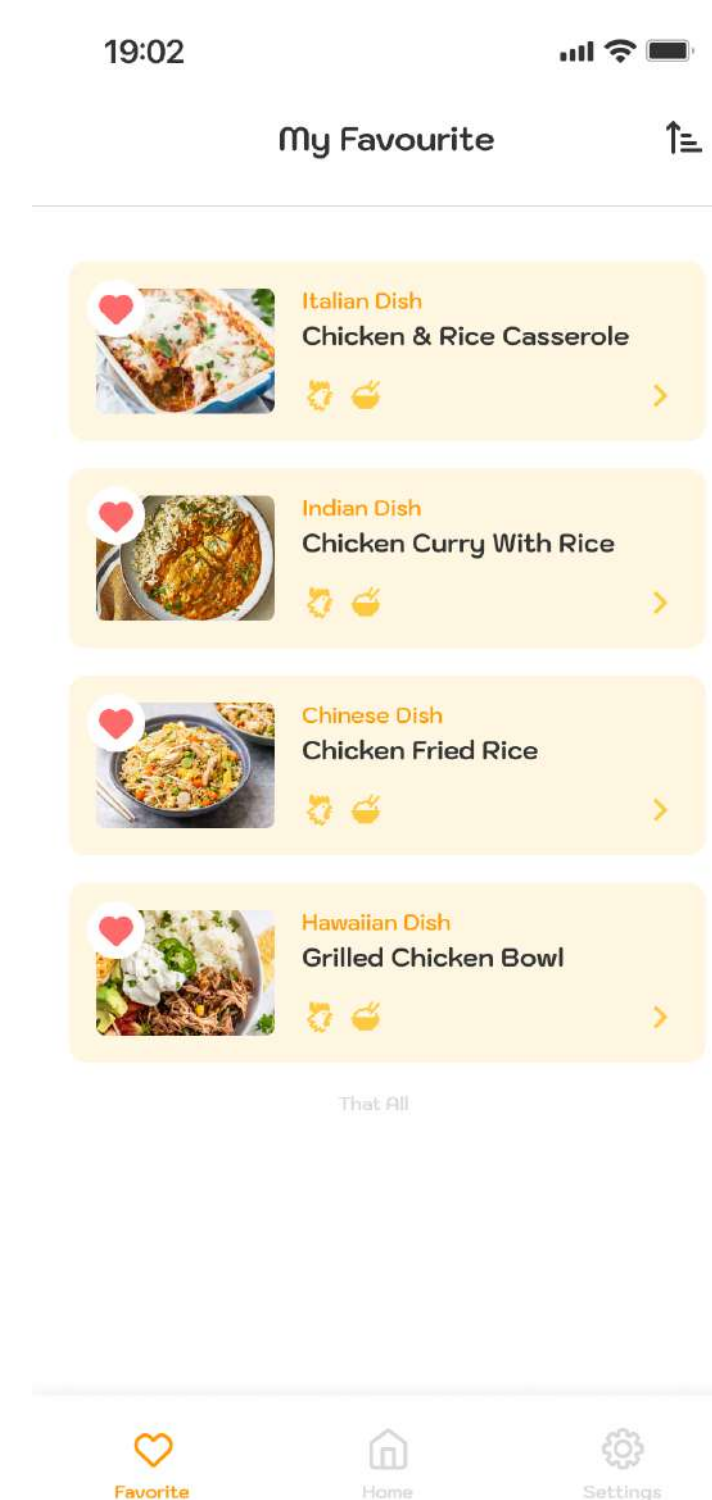 19:02
My Favourite
Italian Dish
Chicken & Rice Casserole
Indian Dish
Chicken Curry With Rice
Chinese Dish
Chicken Fried Rice
Hawaiian Dish
Grilled Chicken Bowl
That All
Favorite
Home
Settings